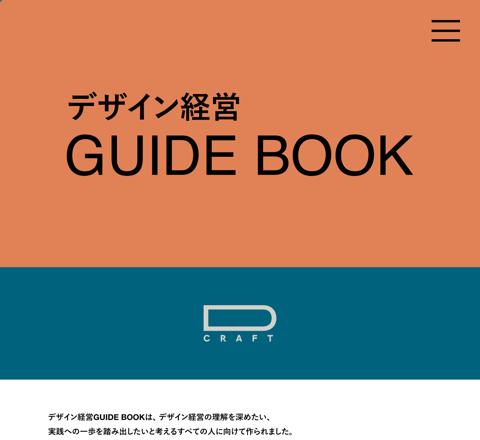 デザイン経営
GUIDE BOOK
CRAFT
デザイン経営GUIDE BOOKは、デザイン経営の理解を深めたい、
実践への一歩を踏み出したいと考えるすべての人に向けて作られました。